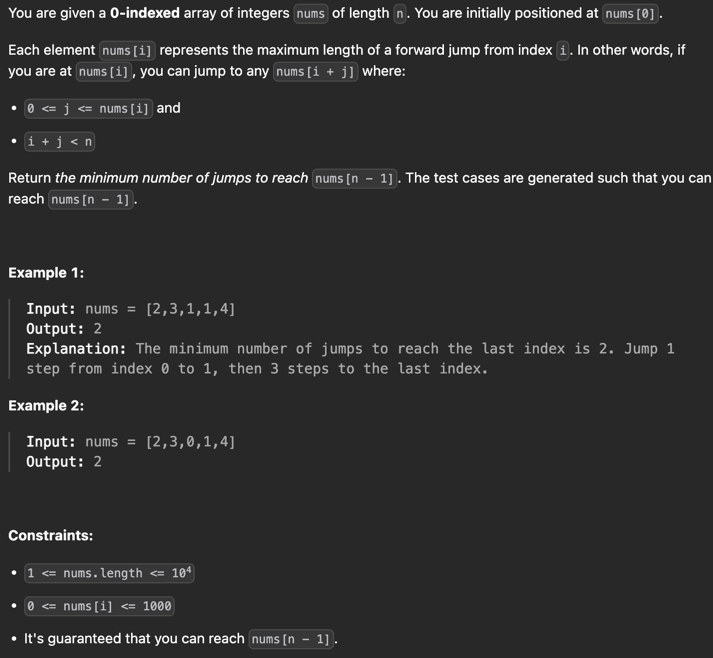 You are given a 0-indexed array of integers nums of length n. You are initially positioned at nums[0].
Each element nums[i] represents the maximum length of a forward jump from index i. In other words, if
you are at nums[i], you can jump to any nums[i + j] where:
• 0 <= j <= nums[i] and
• i + j < n
Return the minimum number of jumps to reach nums[n - 1]. The test cases are generated such that you can
reach nums[n - 1].
Example 1:
Input: nums = [2,3,1,1,4]
Output: 2
Explanation: The minimum number of jumps to reach the last index is 2. Jump 1
step from index 0 to 1, then 3 steps to the last index.
Example 2:
Input: nums = [2,3,0,1,4]
Output: 2
Constraints:
• 1 <= nums.length <= 10⁴
• 0 <= nums[i] <= 1000
• It's guaranteed that you can reach nums[n - 1].